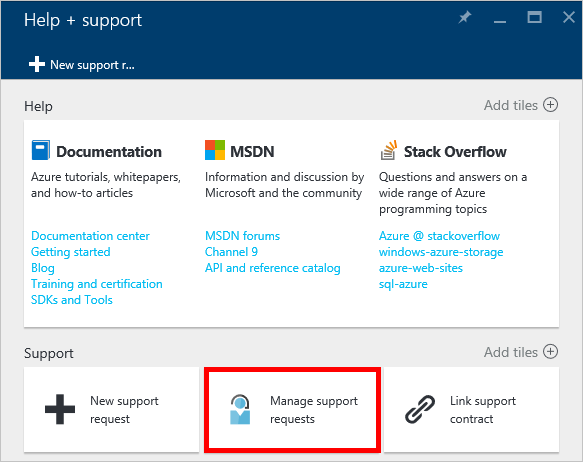 Help + support
New support r...
Help
Add tiles
Documentation
Azure tutorials, whitepapers,
and how-to articles
Documentation center
Getting started
Blog
Training and certification
SDKs and Tools
MSDN
Information and discussion by
Microsoft and the community
MSDN forums
Channel 9
API and reference catalog
Stack Overflow
Questions and answers on a
wide range of Azure
programming topics
Azure @ stackoverflow
windows-azure-storage
azure-web-sites
sql-azure
Support
Add tiles
New support
request
Manage support
requests
Link support
contract